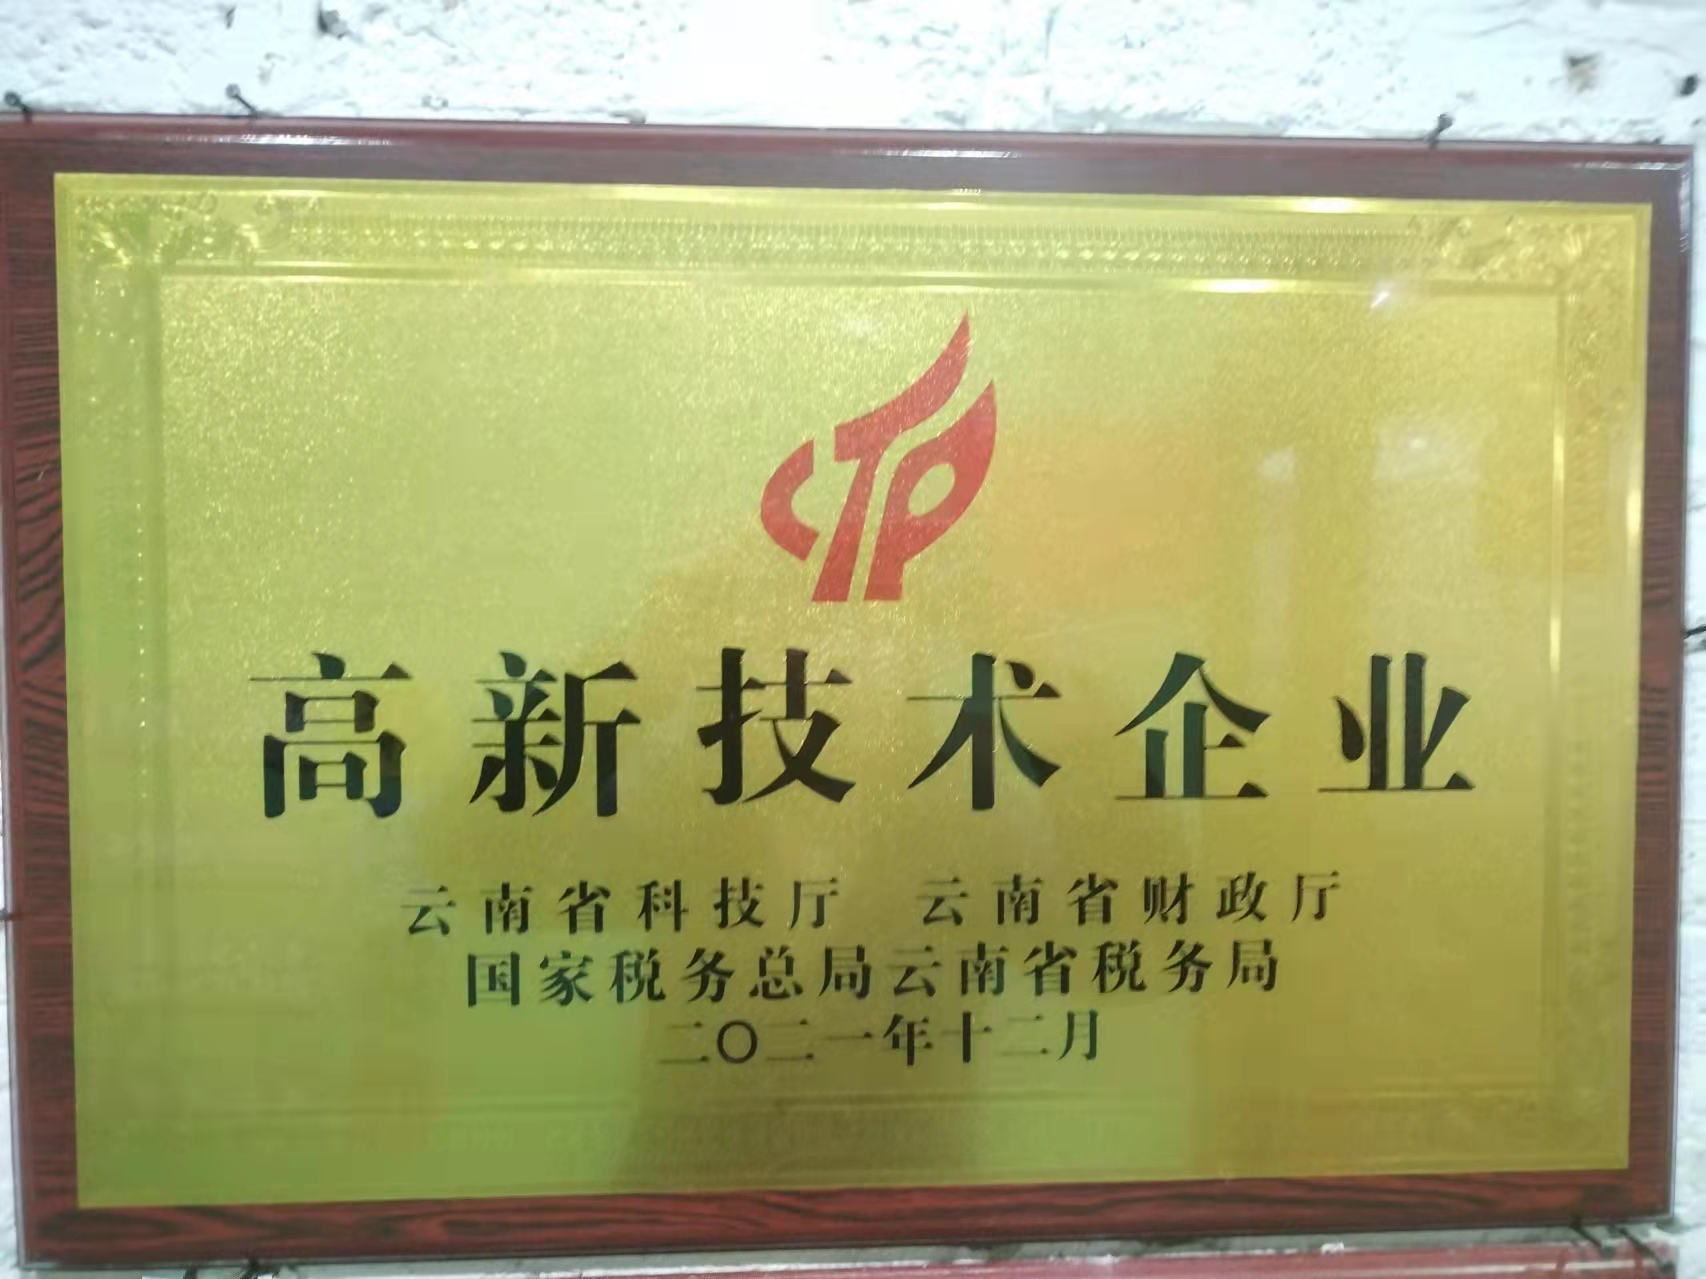 CTP
高新技术企业
云南省科技厅 云南省财政厅
国家税务总局云南省税务局
二〇二一年十二月